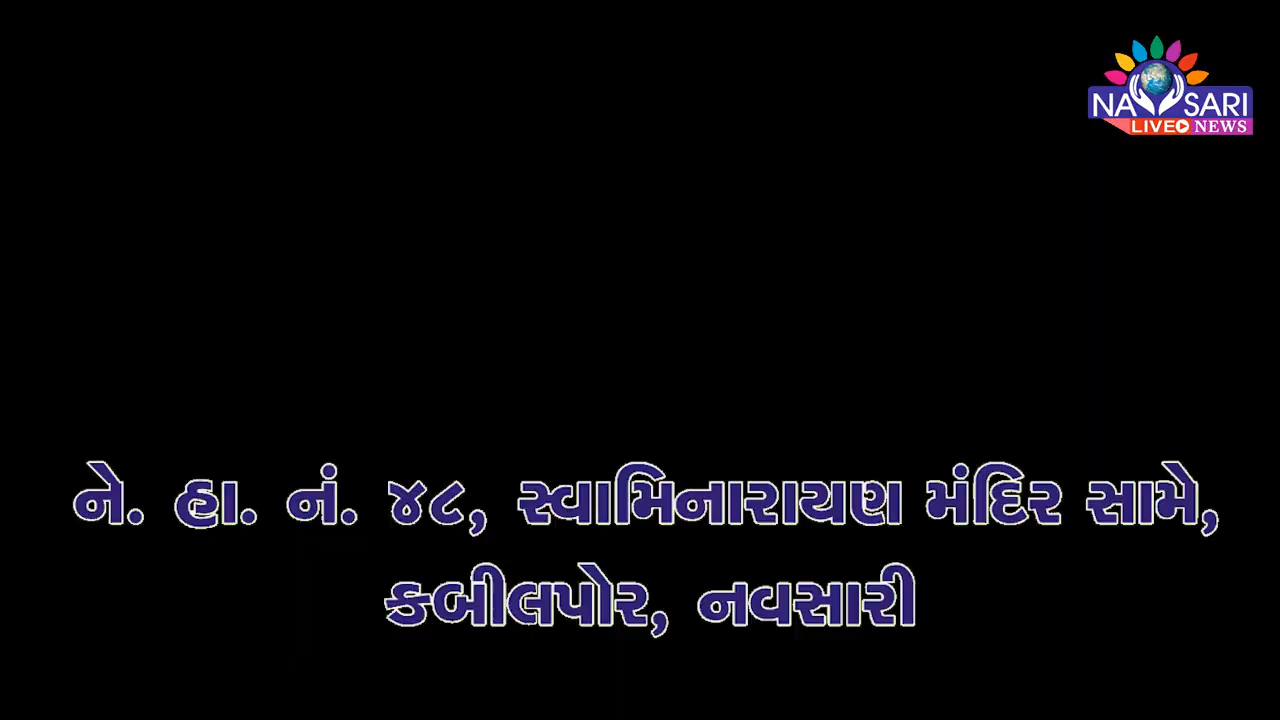 NAVSARI
LIVE NEWS
ને. હા. નં. ૪૮, સ્વામિનારાયણ મંદિર સામે,
કબીલપોર, નવસારી